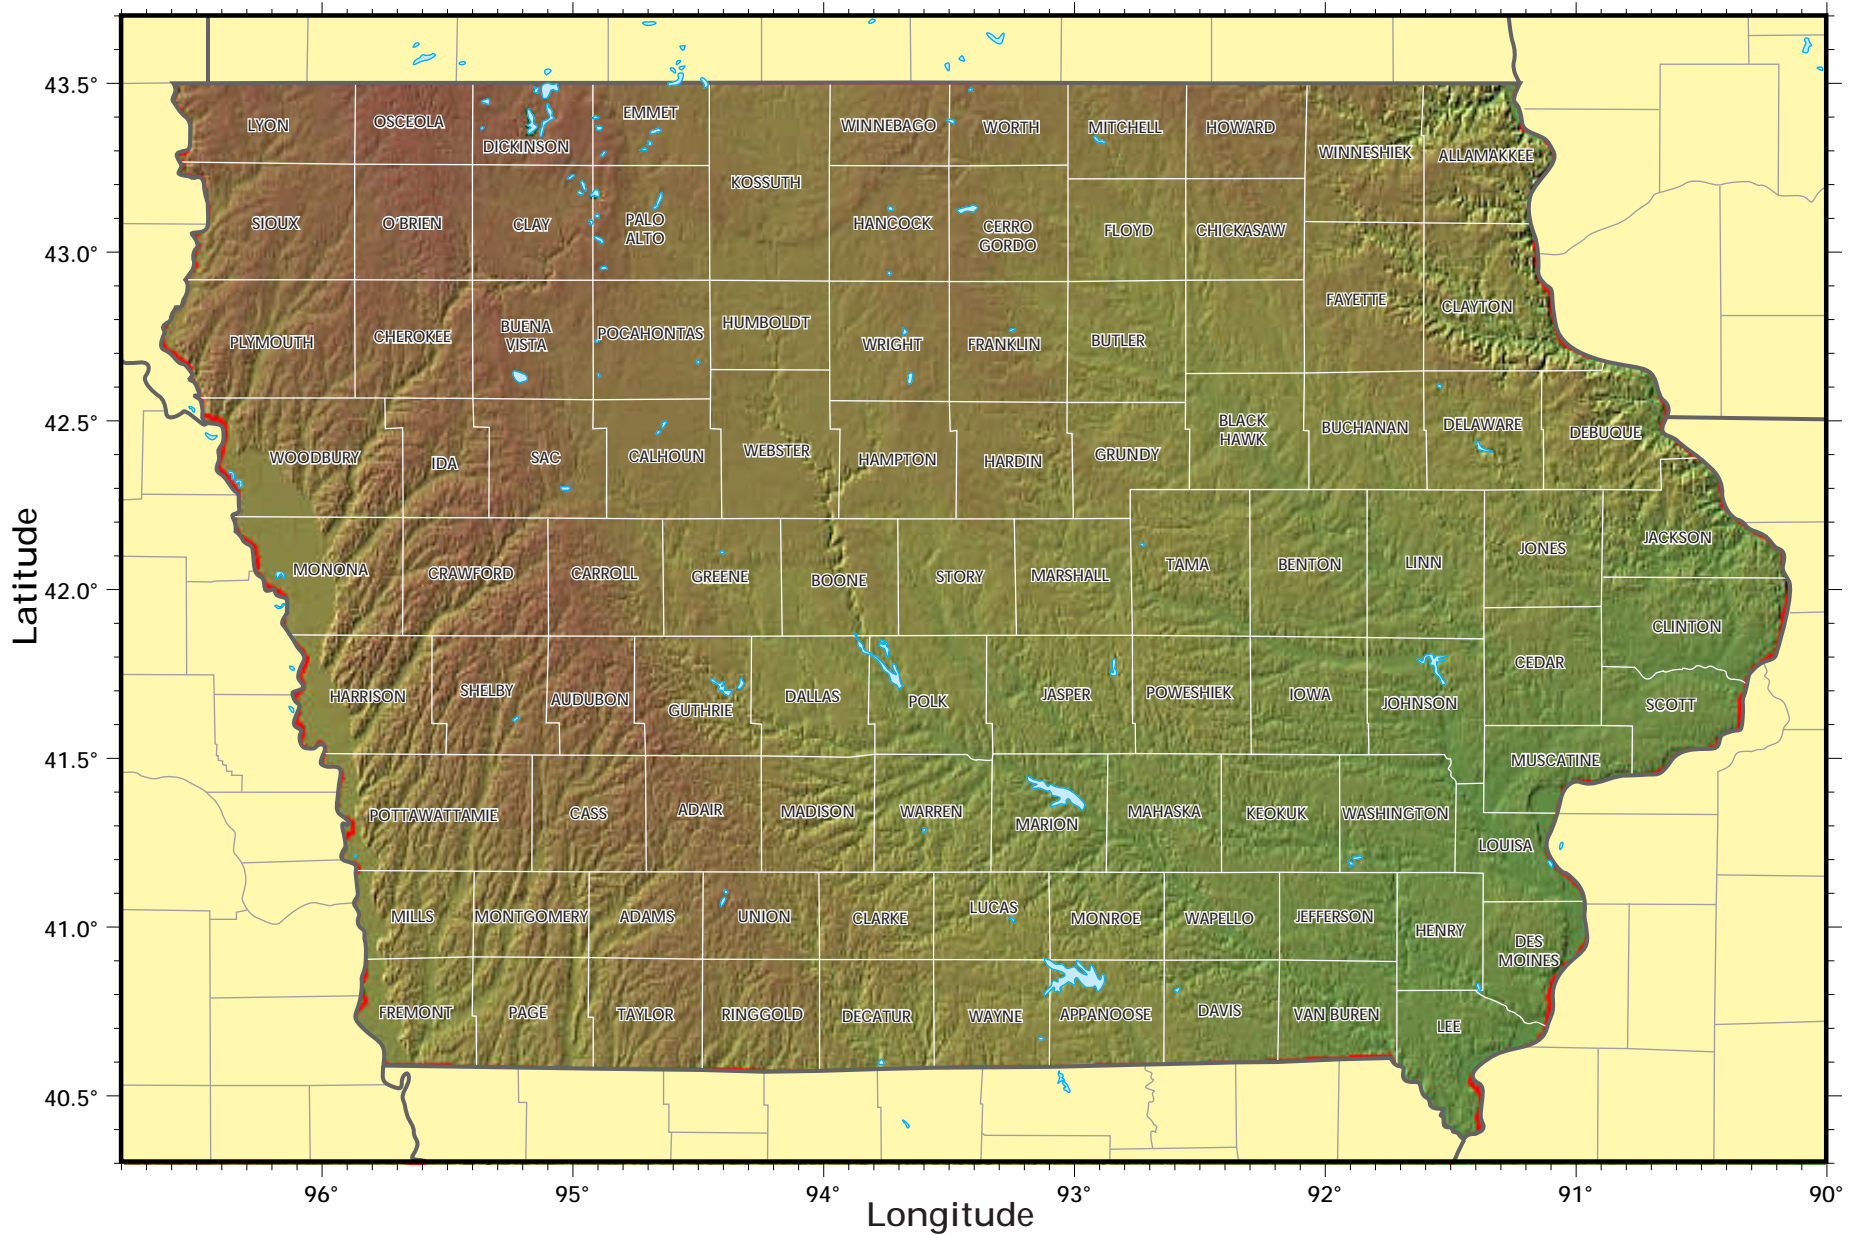 43.5°
43.0°
42.5°
42.0°
41.5°
41.0°
40.5°
Latitude
LYON
OSCEOLA
DICKINSON
EMMET
WINNEBAGO
WORTH
MITCHELL
HOWARD
WINNESHIEK
ALLAMAKKEE
KOSSUTH
SIOUX
O'BRIEN
CLAY
PALO
ALTO
HANCOCK
CERRO
GORDO
FLOYD
CHICKASAW
FAYETTE
CLAYTON
PLYMOUTH
CHEROKEE
BUENA
VISTA
POCAHONTAS
HUMBOLDT
WRIGHT
FRANKLIN
BUTLER
WOODBURY
IDA
SAC
CALHOUN
WEBSTER
HAMPTON
HARDIN
GRUNDY
BLACK
HAWK
BUCHANAN
DELAWARE
DEBUQUE
MONONA
CRAWFORD
CARROLL
GREENE
BOONE
STORY
MARSHALL
TAMA
BENTON
LINN
JONES
JACKSON
CLINTON
HARRISON
SHELBY
AUDUBON
GUTHRIE
DALLAS
POLK
JASPER
POWESHIEK
IOWA
JOHNSON
CEDAR
SCOTT
MUSCATINE
POTTAWATTAMIE
CASS
ADAIR
MADISON
WARREN
MARION
MAHASKA
KEOKUK
WASHINGTON
LOUISA
MILLS
MONTGOMERY
ADAMS
UNION
CLARKE
LUCAS
MONROE
WAPELLO
JEFFERSON
HENRY
DES
MOINES
FREMONT
PAGE
TAYLOR
RINGGOLD
DECATUR
WAYNE
APPANOOSE
DAVIS
VAN BUREN
LEE
96°
95°
94°
93°
92°
91°
90°
Longitude